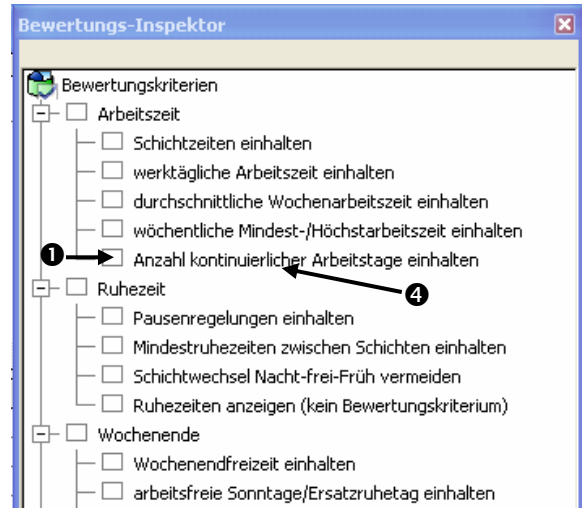 Bewertungs-Inspektor
Bewertungskriterien
Arbeitszeit
Schichtzeiten einhalten
werktägliche Arbeitszeit einhalten
durchschnittliche Wochenarbeitszeit einhalten
wöchentliche Mindest-/Höchstarbeitszeit einhalten
❶ Anzahl kontinuierlicher Arbeitstage einhalten
❹
Ruhezeit
Pausenregelungen einhalten
Mindestruhezeiten zwischen Schichten einhalten
Schichtwechsel Nacht-frei-Früh vermeiden
Ruhezeiten anzeigen (kein Bewertungskriterium)
Wochenende
Wochenendfreizeit einhalten
arbeitsfreie Sonntage/Ersatzruhetag einhalten